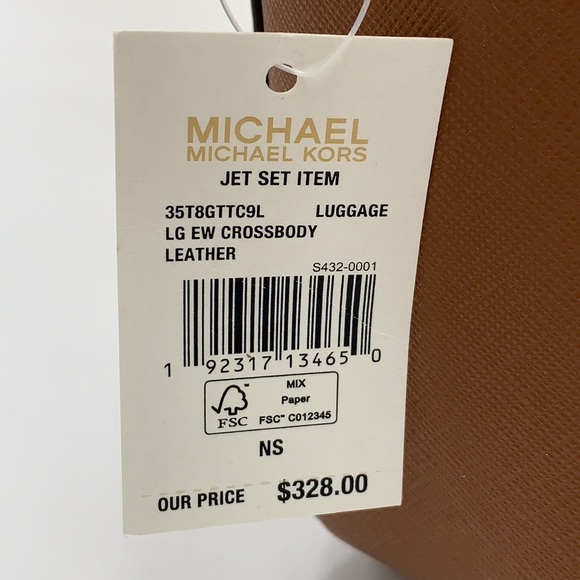 MICHAEL
MICHAEL KORS
JET SET ITEM
35T8GTTC9L LUGGAGE
LG EW CROSSBODY
LEATHER
S432-0001
1 92317 13465 0
MIX
Paper
FSC FSC™ C012345
NS
OUR PRICE $328.00